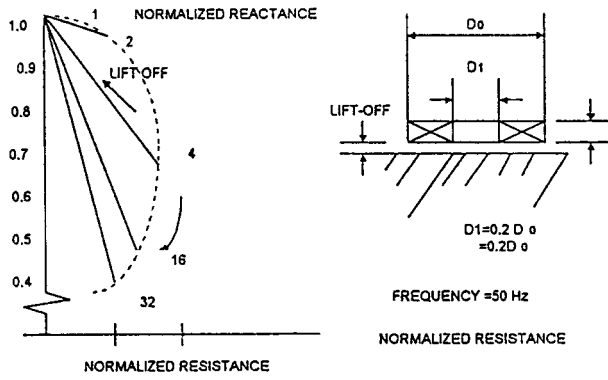 NORMALIZED REACTANCE
1.0
0.9
0.8
0.7
0.6
0.5
0.4
1
2
LIFT-OFF
4
16
32
NORMALIZED RESISTANCE
Do
D1
LIFT-OFF
D1=0.2 D o
=0.2D o
FREQUENCY =50 Hz
NORMALIZED RESISTANCE